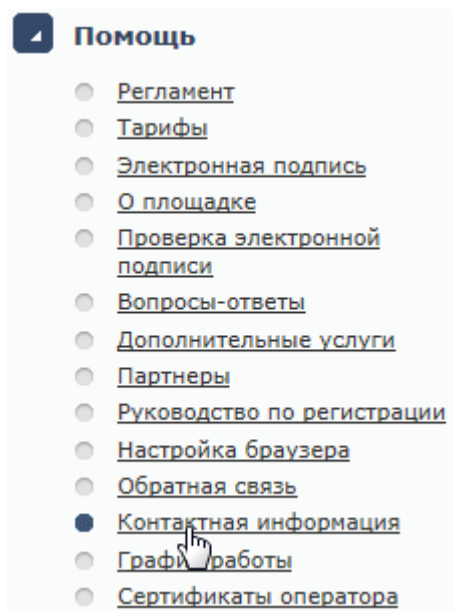 Помощь
Регламент
Тарифы
Электронная подпись
О площадке
Проверка электронной
подписи
Вопросы-ответы
Дополнительные услуги
Партнеры
Руководство по регистрации
Настройка браузера
Обратная связь
Контактная информация
График работы
Сертификаты оператора